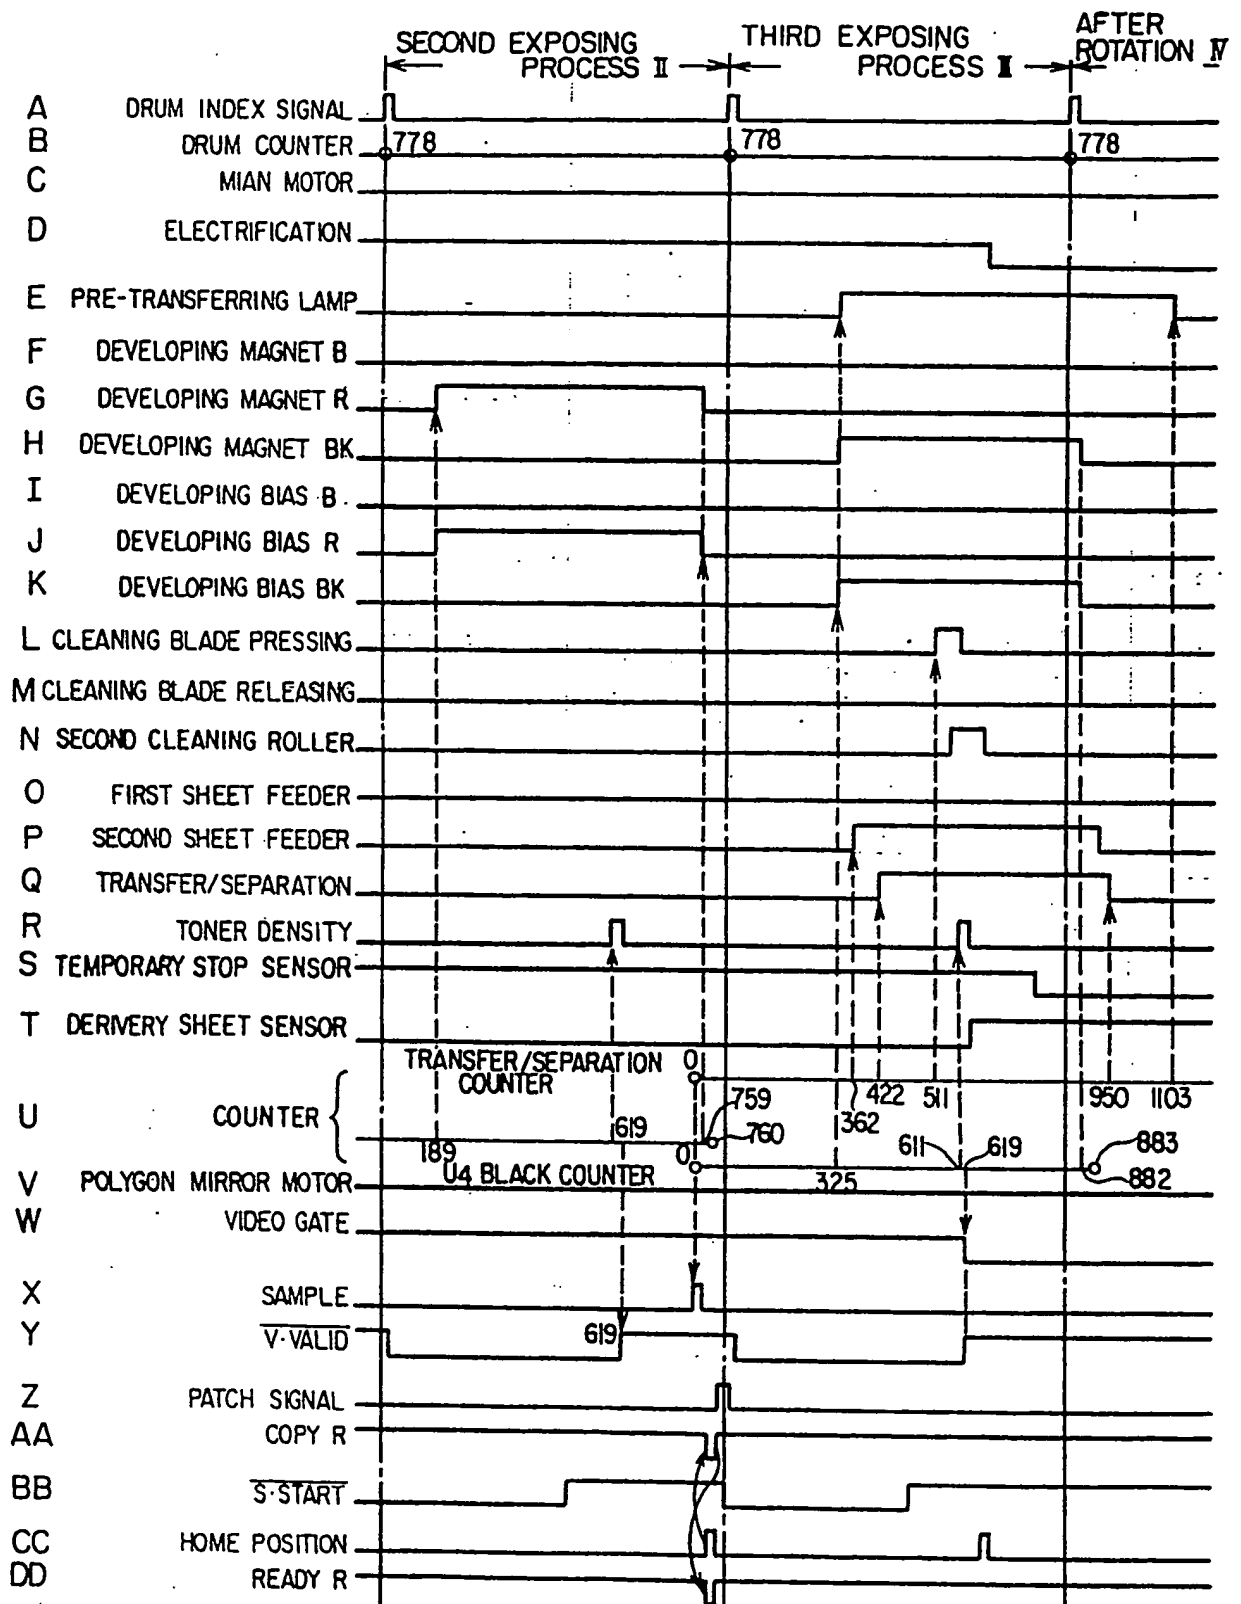 SECOND EXPOSING
PROCESS II
THIRD EXPOSING
PROCESS III
AFTER
ROTATION IV
A DRUM INDEX SIGNAL
B DRUM COUNTER 778 778 778
C MIAN MOTOR
D ELECTRIFICATION
E PRE-TRANSFERRING LAMP
F DEVELOPING MAGNET B
G DEVELOPING MAGNET R
H DEVELOPING MAGNET BK
I DEVELOPING BIAS B
J DEVELOPING BIAS R
K DEVELOPING BIAS BK
L CLEANING BLADE PRESSING
M CLEANING BLADE RELEASING
N SECOND CLEANING ROLLER
O FIRST SHEET FEEDER
P SECOND SHEET FEEDER
Q TRANSFER/SEPARATION
R TONER DENSITY
S TEMPORARY STOP SENSOR
T DERIVERY SHEET SENSOR
TRANSFER/SEPARATION
COUNTER
0 362 422 511 950 1103
U COUNTER
189 619 759 760
U4 BLACK COUNTER
0 325 611 619 883 882
V POLYGON MIRROR MOTOR
W VIDEO GATE
X SAMPLE
Y V·VALID 619
Z PATCH SIGNAL
AA COPY R
BB S·START
CC HOME POSITION
DD READY R